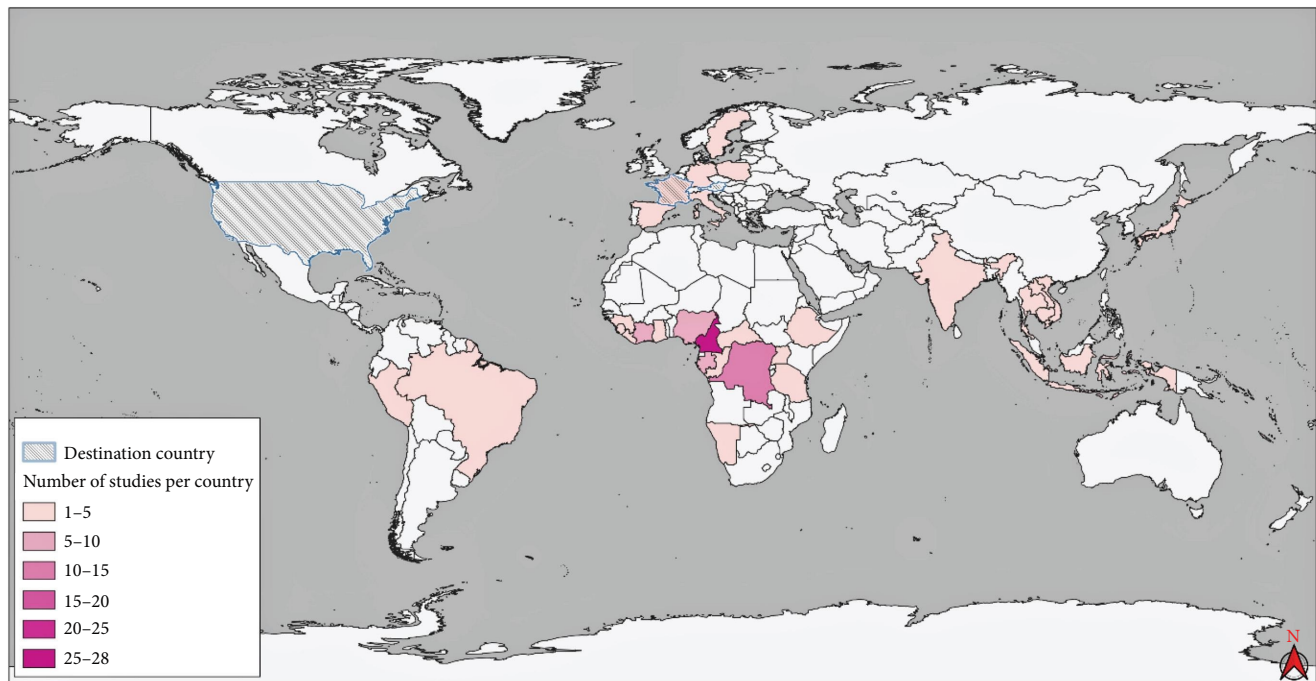 Destination country
Number of studies per country
1–5
5–10
10–15
15–20
20–25
25–28
N